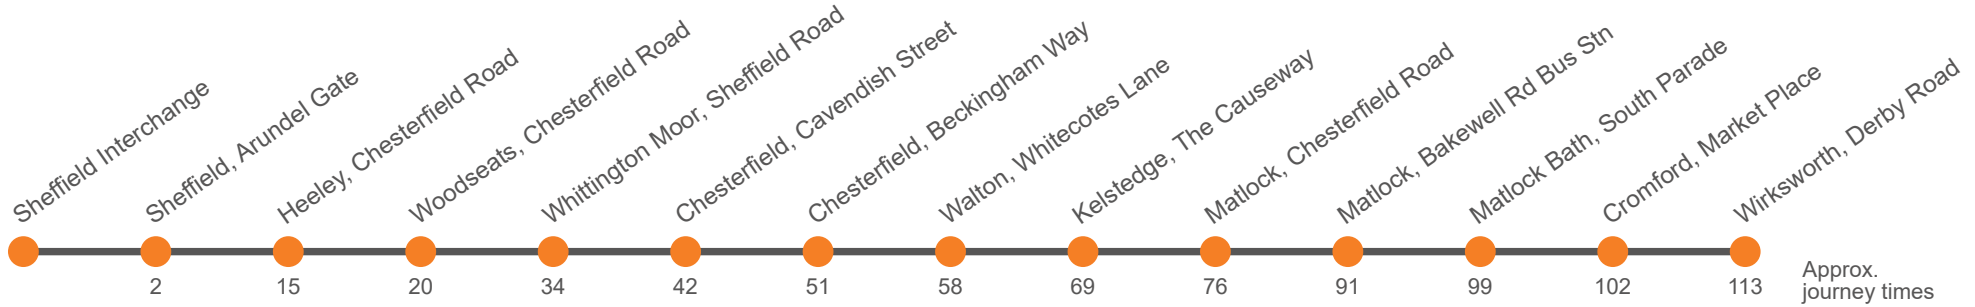 Sheffield Interchange
Sheffield, Arundel Gate
Heeley, Chesterfield Road
Woodseats, Chesterfield Road
Whittington Moor, Sheffield Road
Chesterfield, Cavendish Street
Chesterfield, Beckingham Way
Walton, Whitecotes Lane
Kelstedge, The Causeway
Matlock, Chesterfield Road
Matlock, Bakewell Rd Bus Stn
Matlock Bath, South Parade
Cromford, Market Place
Wirksworth, Derby Road
2 15 20 34 42 51 58 69 76 91 99 102 113
Approx.
journey times